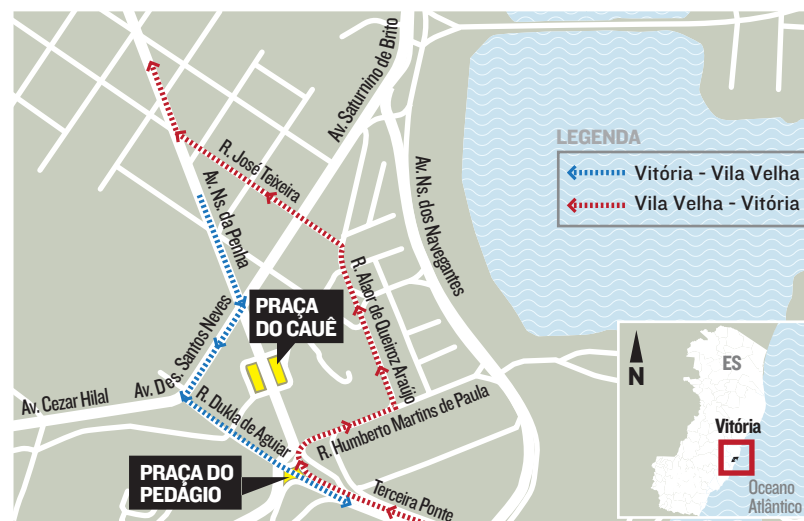 Av. Saturnino de Brito
R. José Teixeira
Av. Ns. da Penha
Av. Ns. dos Navegantes
LEGENDA
Vitória - Vila Velha
Vila Velha - Vitória
PRAÇA
DO CAUÊ
R. Alaor de Queiroz Araújo
Av. Des. Santos Neves
Av. Cezar Hilal
R. Dukla de Aguiar
R. Humberto Martins de Paula
PRAÇA DO
PEDÁGIO
Terceira Ponte
N
ES
Vitória
Oceano
Atlântico